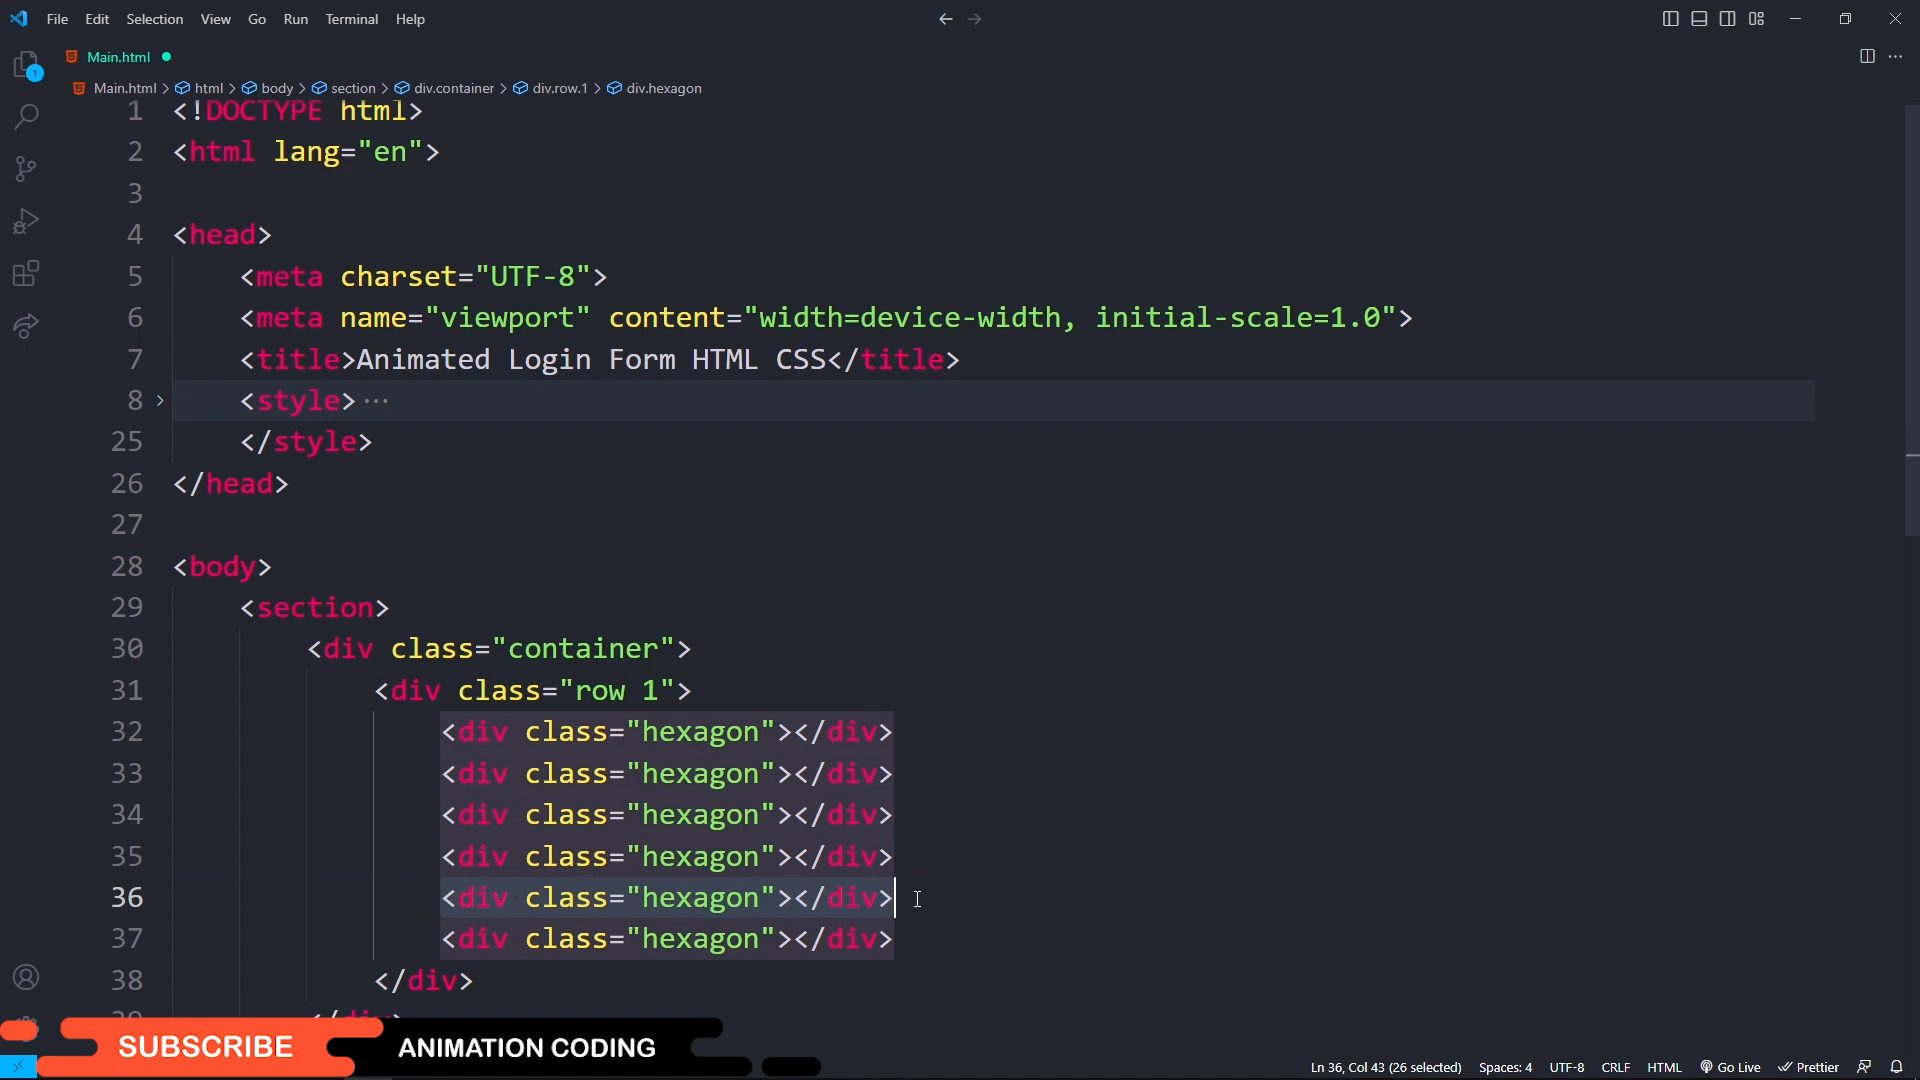 File Edit Selection View Go Run Terminal Help
Main.html
1
Main.html > html > body > section > div.container > div.row.1 > div.hexagon
1 <!DOCTYPE html>
2 <html lang="en">
3
4 <head>
5 <meta charset="UTF-8">
6 <meta name="viewport" content="width=device-width, initial-scale=1.0">
7 <title>Animated Login Form HTML CSS</title>
8 > <style>···
25 </style>
26 </head>
27
28 <body>
29 <section>
30 <div class="container">
31 <div class="row 1">
32 <div class="hexagon"></div>
33 <div class="hexagon"></div>
34 <div class="hexagon"></div>
35 <div class="hexagon"></div>
36 <div class="hexagon"></div>
37 <div class="hexagon"></div>
38 </div>
SUBSCRIBE ANIMATION CODING
Ln 36, Col 43 (26 selected) Spaces: 4 UTF-8 CRLF HTML Go Live Prettier